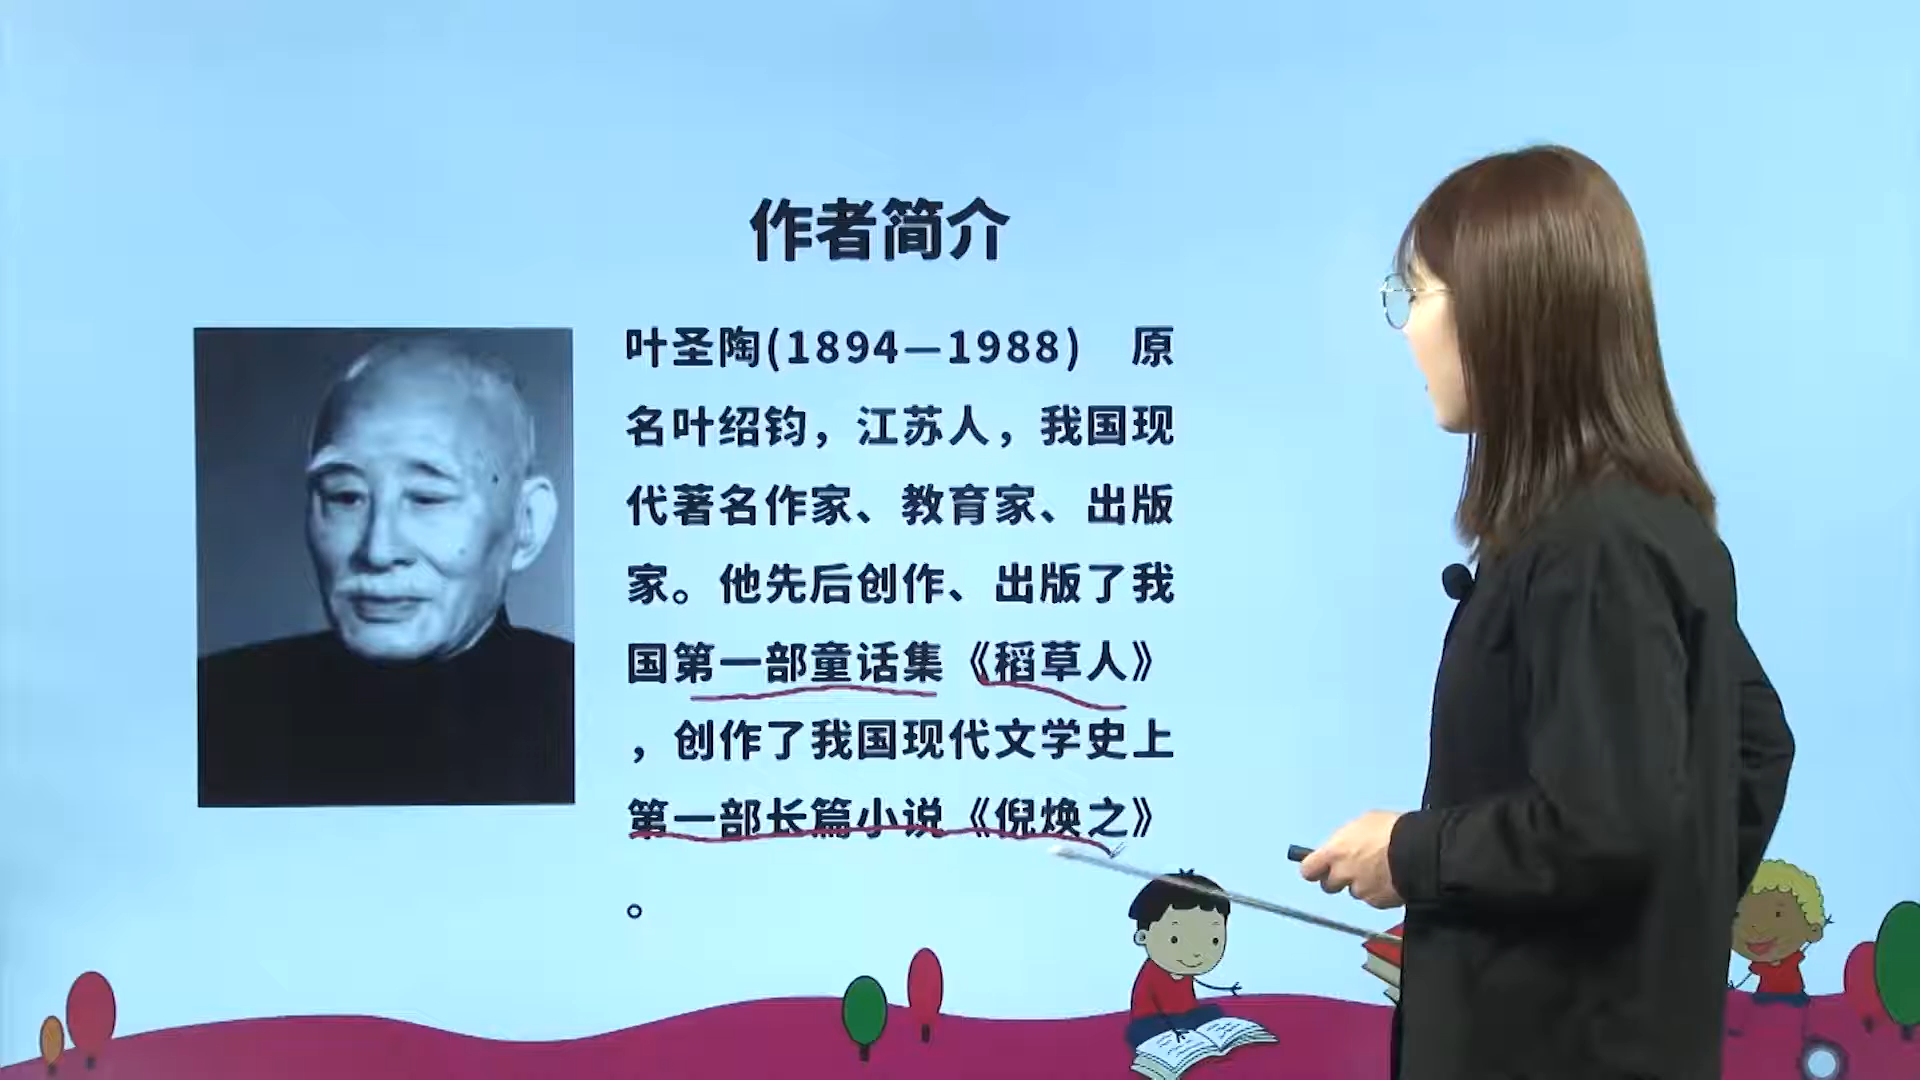 作者简介
叶圣陶(1894—1988) 原
名叶绍钧，江苏人，我国现
代著名作家、教育家、出版
家。他先后创作、出版了我
国第一部童话集《稻草人》
，创作了我国现代文学史上
第一部长篇小说《倪焕之》
。